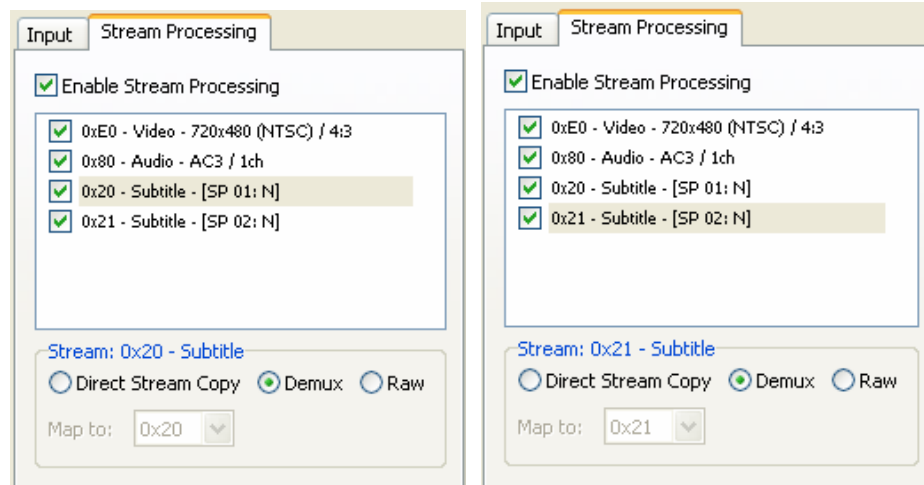 Input Stream Processing
Enable Stream Processing
0xE0 - Video - 720x480 (NTSC) / 4:3
0x80 - Audio - AC3 / 1ch
0x20 - Subtitle - [SP 01: N]
0x21 - Subtitle - [SP 02: N]
Stream: 0x20 - Subtitle
Direct Stream Copy Demux Raw
Map to: 0x20
Input Stream Processing
Enable Stream Processing
0xE0 - Video - 720x480 (NTSC) / 4:3
0x80 - Audio - AC3 / 1ch
0x20 - Subtitle - [SP 01: N]
0x21 - Subtitle - [SP 02: N]
Stream: 0x21 - Subtitle
Direct Stream Copy Demux Raw
Map to: 0x21